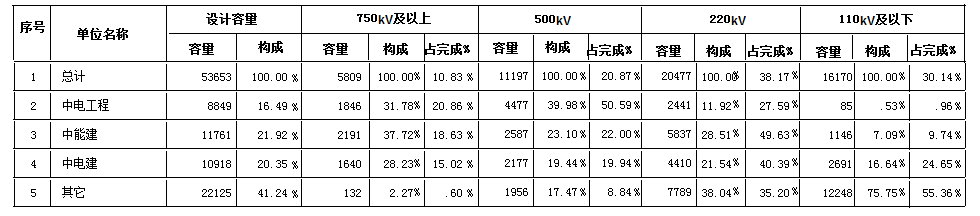 序号 单位名称 设计容量 750kV及以上 500kV 220kV 110kV及以下
容量 构成 容量 构成 占完成% 容量 构成 占完成% 容量 构成 占完成% 容量 构成 占完成%
1 总计 53653 100.00 % 5809 100.00% 10.83 % 11197 100.00 % 20.87% 20477 100.00% 38.17% 16170 100.00% 30.14%
2 中电工程 8849 16.49 % 1846 31.78% 20.86 % 4477 39.98 % 50.59% 2441 11.92% 27.59% 85 .53% .96%
3 中能建 11761 21.92 % 2191 37.72% 18.63 % 2587 23.10 % 22.00% 5837 28.51% 49.63% 1146 7.09% 9.74%
4 中电建 10918 20.35 % 1640 28.23% 15.02 % 2177 19.44 % 19.94% 4410 21.54% 40.39% 2691 16.64% 24.65%
5 其它 22125 41.24 % 132 2.27% .60 % 1956 17.47 % 8.84% 7789 38.04% 35.20% 12248 75.75% 55.36%